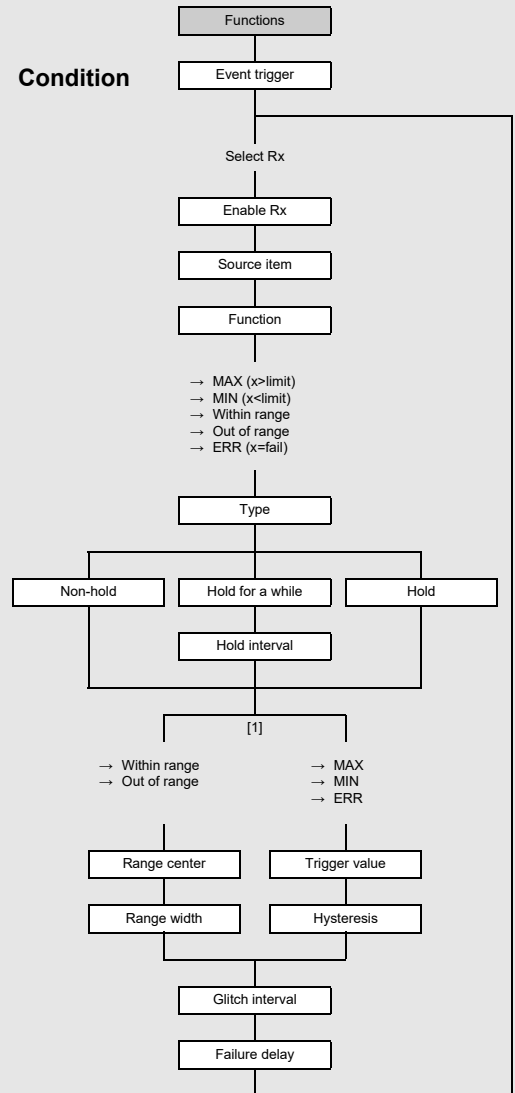 Functions
Condition
Event trigger
Select Rx
Enable Rx
Source item
Function
→ MAX (x>limit)
→ MIN (x<limit)
→ Within range
→ Out of range
→ ERR (x=fail)
Type
Non-hold
Hold for a while
Hold
Hold interval
[1]
→ Within range
→ Out of range
→ MAX
→ MIN
→ ERR
Range center
Trigger value
Range width
Hysteresis
Glitch interval
Failure delay